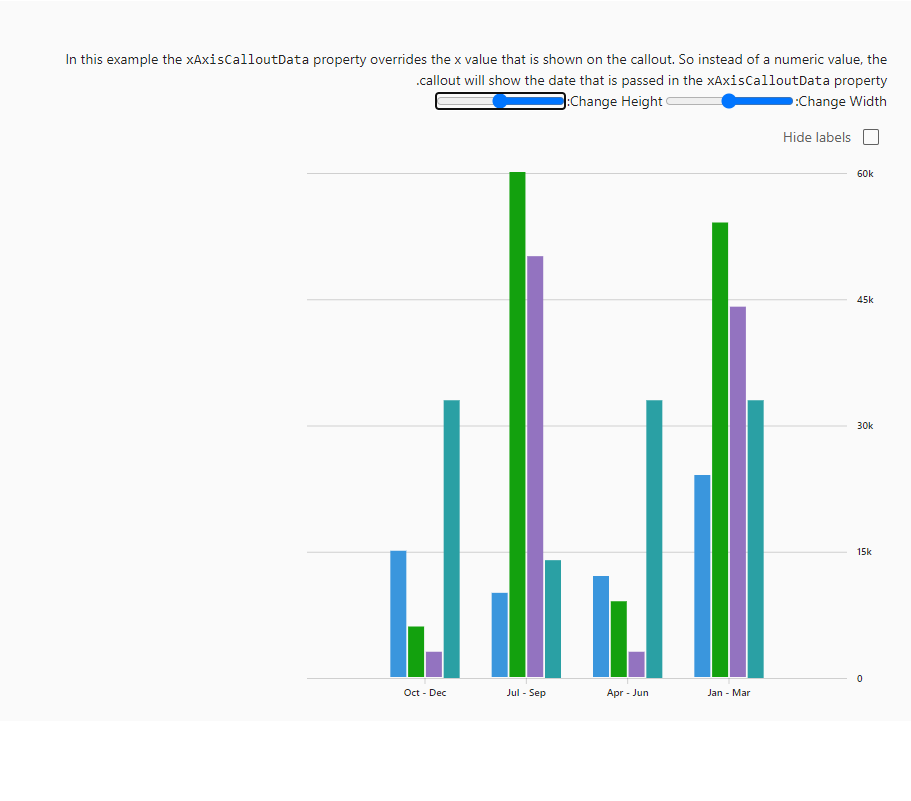 In this example the xAxisCalloutData property overrides the x value that is shown on the callout. So instead of a numeric value, the
.callout will show the date that is passed in the xAxisCalloutData property
:Change Height :Change Width
Hide labels
60k
45k
30k
15k
0
Oct - Dec Jul - Sep Apr - Jun Jan - Mar